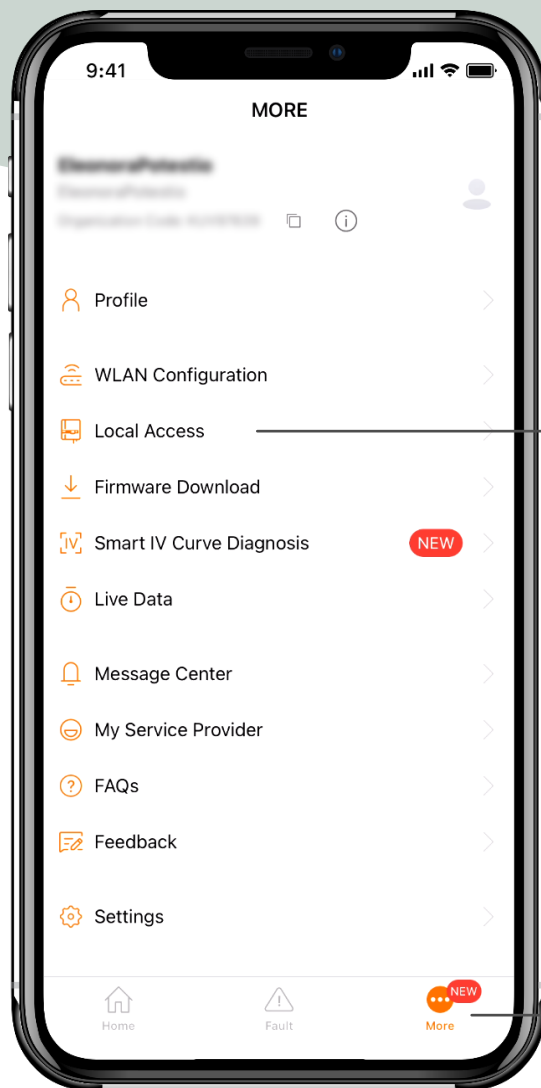 9:41
MORE
Profile
WLAN Configuration
Local Access
Firmware Download
[IV] Smart IV Curve Diagnosis NEW
Live Data
Message Center
My Service Provider
? FAQs
Feedback
Settings
NEW
Home Fault More